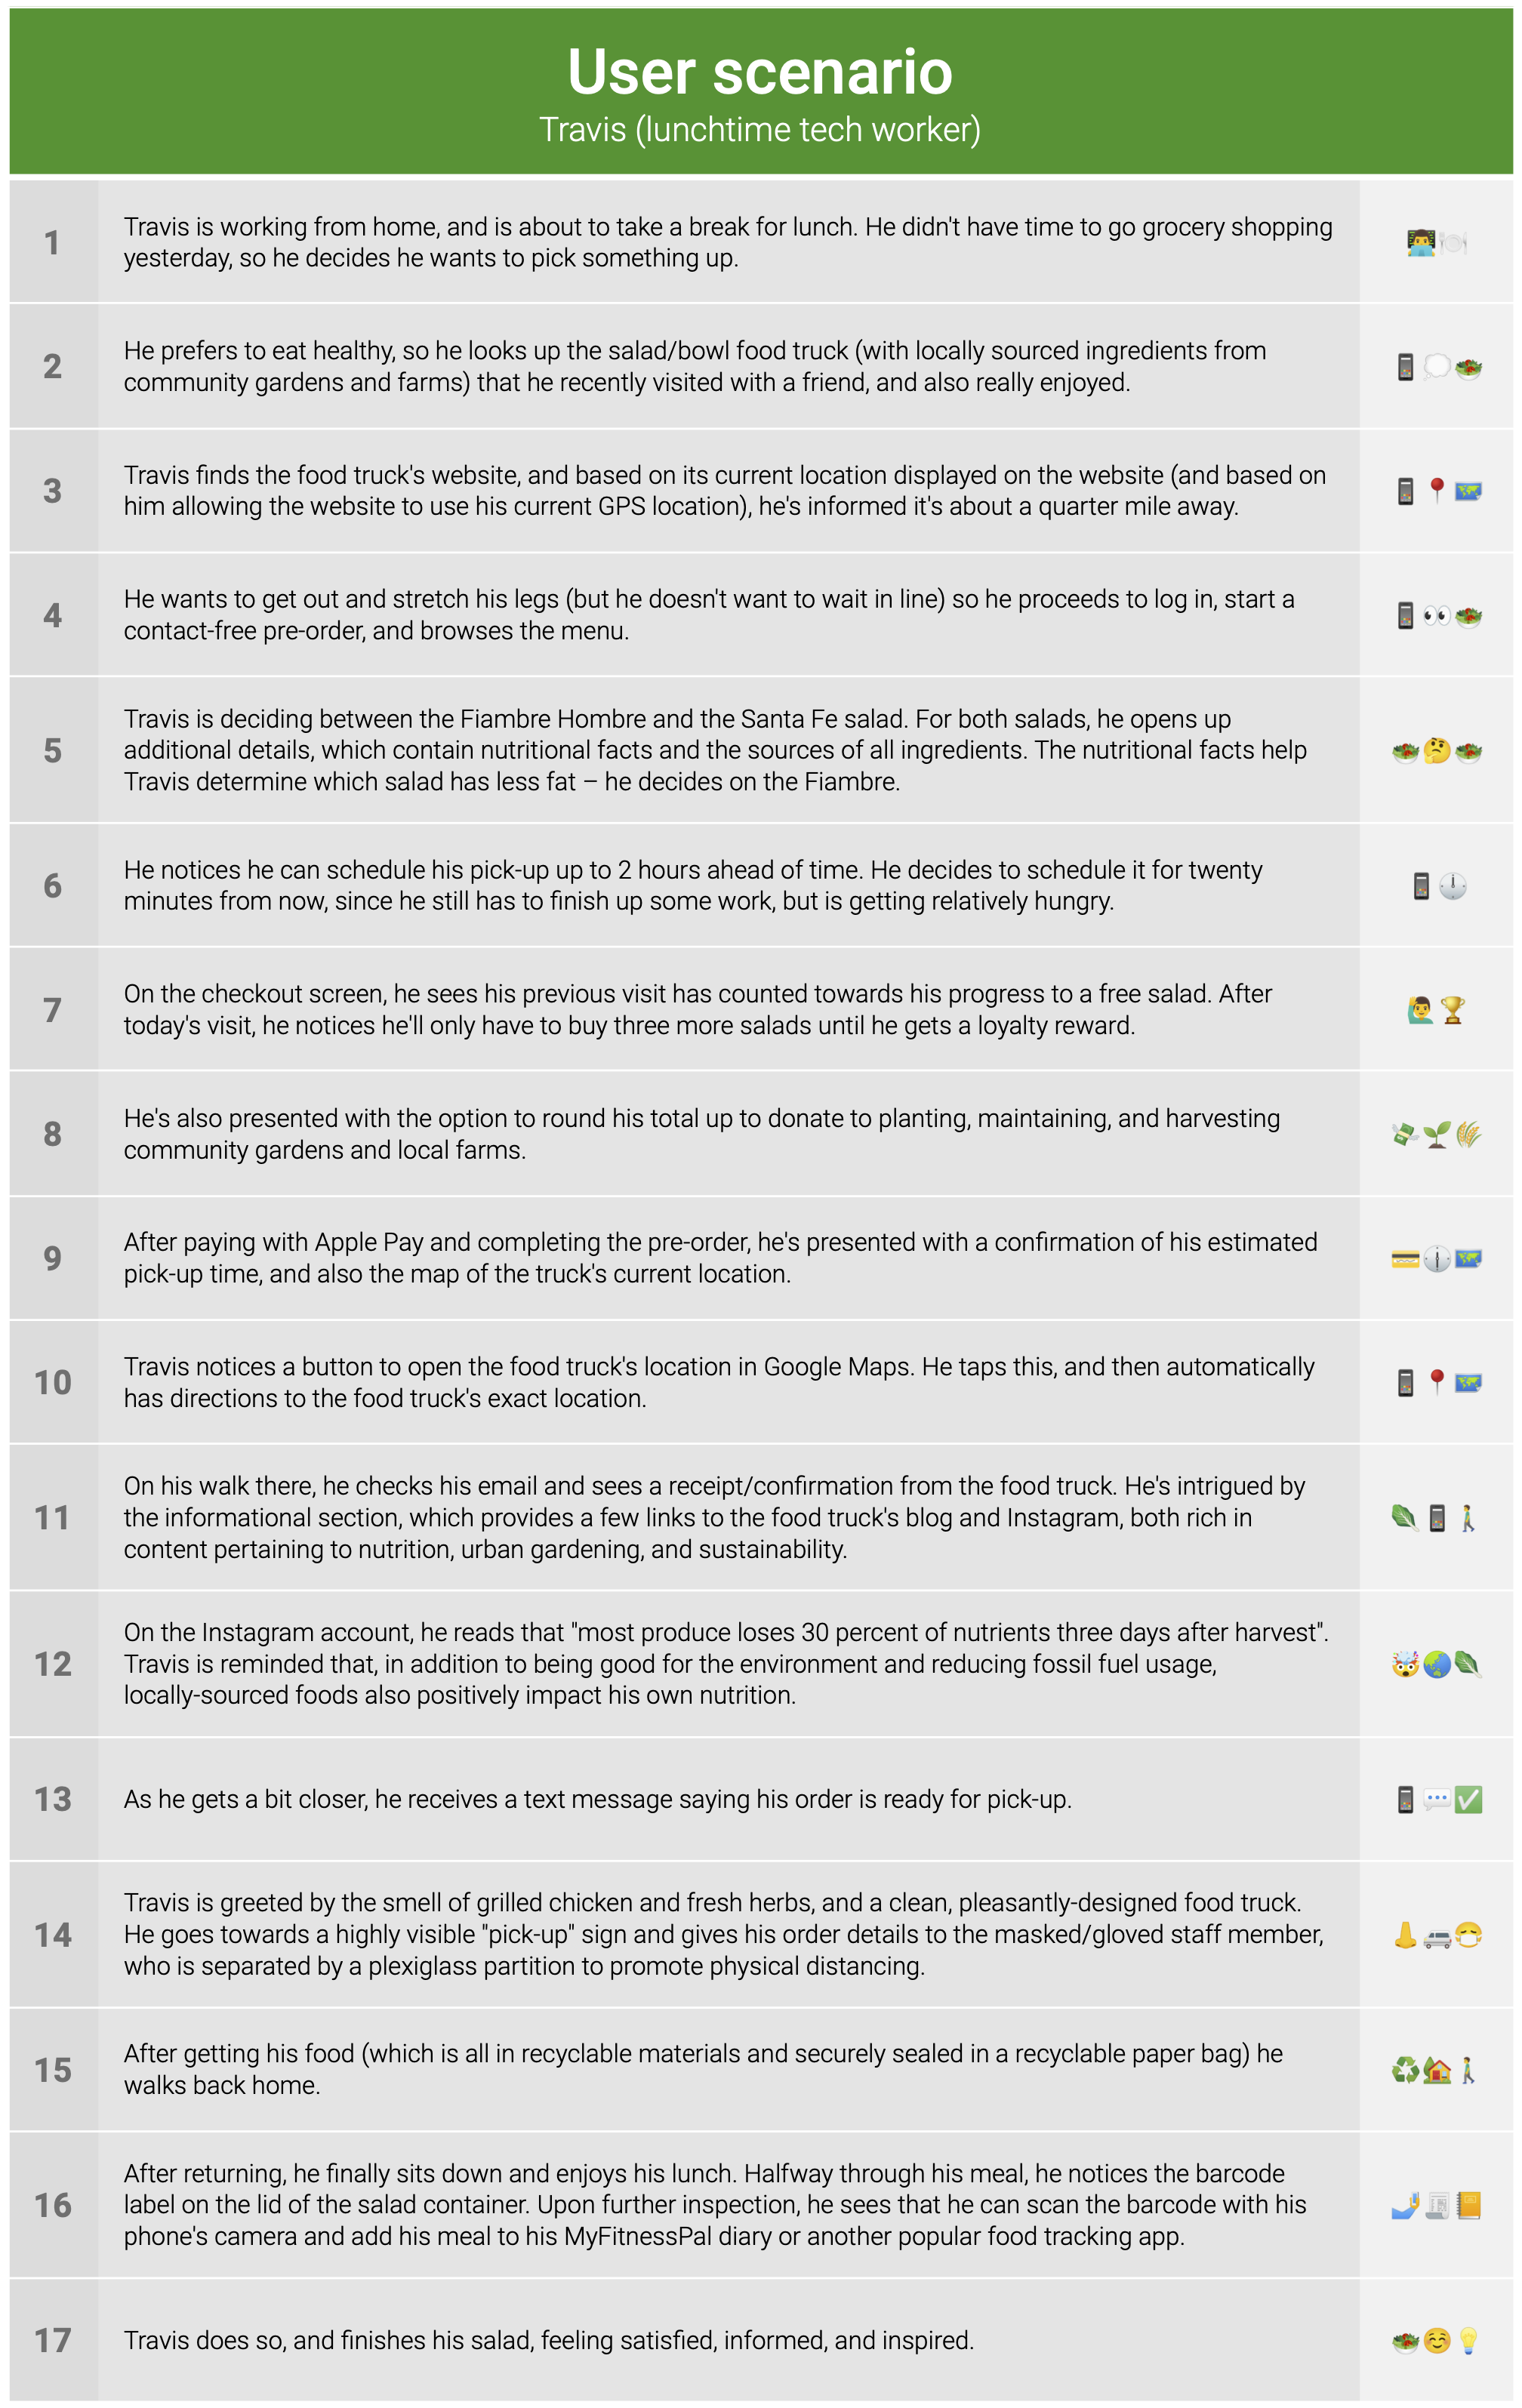 User scenario
Travis (lunchtime tech worker)
1
Travis is working from home, and is about to take a break for lunch. He didn't have time to go grocery shopping
yesterday, so he decides he wants to pick something up.
2
He prefers to eat healthy, so he looks up the salad/bowl food truck (with locally sourced ingredients from
community gardens and farms) that he recently visited with a friend, and also really enjoyed.
3
Travis finds the food truck's website, and based on its current location displayed on the website (and based on
him allowing the website to use his current GPS location), he's informed it's about a quarter mile away.
4
He wants to get out and stretch his legs (but he doesn't want to wait in line) so he proceeds to log in, start a
contact-free pre-order, and browses the menu.
5
Travis is deciding between the Fiambre Hombre and the Santa Fe salad. For both salads, he opens up
additional details, which contain nutritional facts and the sources of all ingredients. The nutritional facts help
Travis determine which salad has less fat – he decides on the Fiambre.
6
He notices he can schedule his pick-up up to 2 hours ahead of time. He decides to schedule it for twenty
minutes from now, since he still has to finish up some work, but is getting relatively hungry.
7
On the checkout screen, he sees his previous visit has counted towards his progress to a free salad. After
today's visit, he notices he'll only have to buy three more salads until he gets a loyalty reward.
8
He's also presented with the option to round his total up to donate to planting, maintaining, and harvesting
community gardens and local farms.
9
After paying with Apple Pay and completing the pre-order, he's presented with a confirmation of his estimated
pick-up time, and also the map of the truck's current location.
10
Travis notices a button to open the food truck's location in Google Maps. He taps this, and then automatically
has directions to the food truck's exact location.
11
On his walk there, he checks his email and sees a receipt/confirmation from the food truck. He's intrigued by
the informational section, which provides a few links to the food truck's blog and Instagram, both rich in
content pertaining to nutrition, urban gardening, and sustainability.
12
On the Instagram account, he reads that "most produce loses 30 percent of nutrients three days after harvest".
Travis is reminded that, in addition to being good for the environment and reducing fossil fuel usage,
locally-sourced foods also positively impact his own nutrition.
13
As he gets a bit closer, he receives a text message saying his order is ready for pick-up.
14
Travis is greeted by the smell of grilled chicken and fresh herbs, and a clean, pleasantly-designed food truck.
He goes towards a highly visible "pick-up" sign and gives his order details to the masked/gloved staff member,
who is separated by a plexiglass partition to promote physical distancing.
15
After getting his food (which is all in recyclable materials and securely sealed in a recyclable paper bag) he
walks back home.
16
After returning, he finally sits down and enjoys his lunch. Halfway through his meal, he notices the barcode
label on the lid of the salad container. Upon further inspection, he sees that he can scan the barcode with his
phone's camera and add his meal to his MyFitnessPal diary or another popular food tracking app.
17
Travis does so, and finishes his salad, feeling satisfied, informed, and inspired.